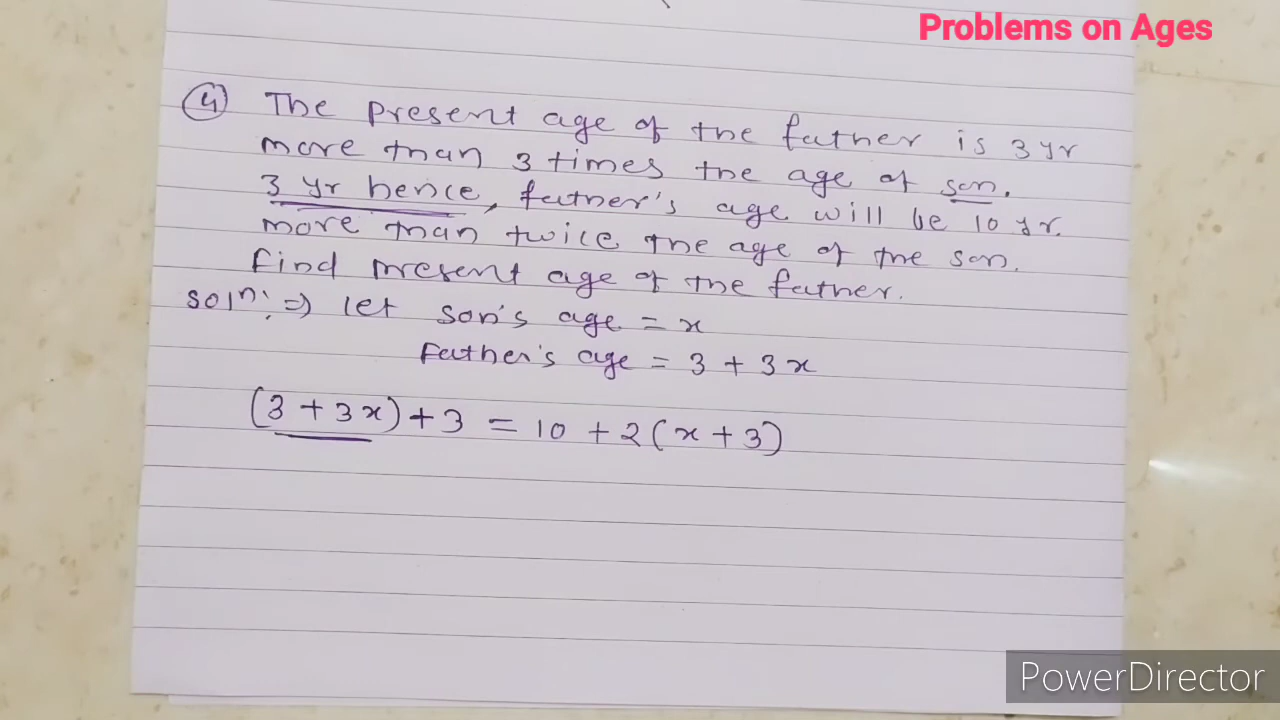 Problems on Ages
(4) The present age of the father is 3 yr
more than 3 times the age of son.
3 yr hence, father's age will be 10 yr.
more than twice the age of the son.
Find present age of the father.
Soln: ⇒ Let son's age = x
Father's age = 3 + 3x
(3 + 3x) + 3 = 10 + 2(x + 3)
PowerDirector